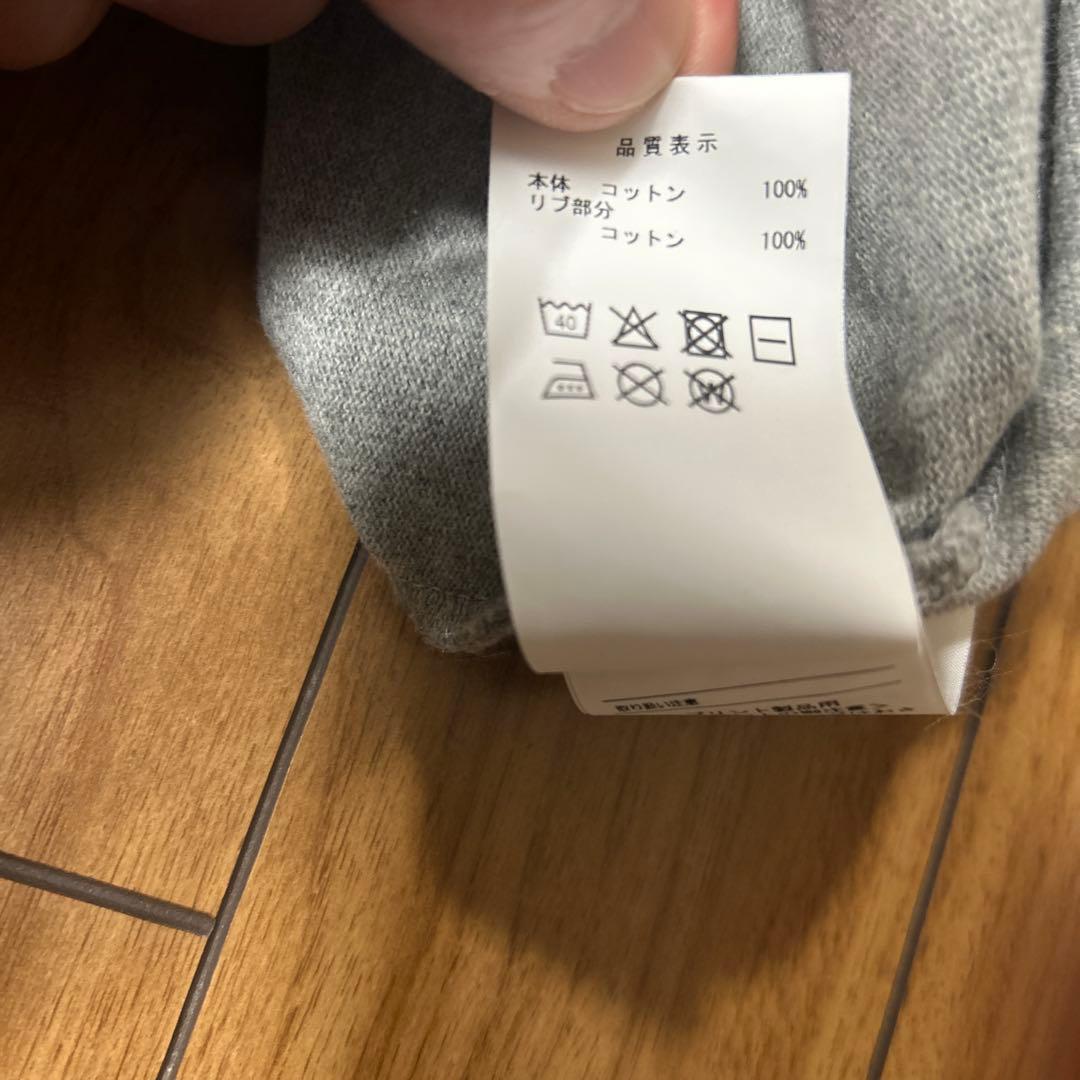 品質表示
本体 コットン 100%
リブ部分
コットン 100%
40
W
取り扱い注意